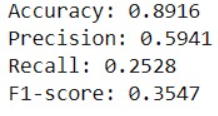 Accuracy: 0.8916
Precision: 0.5941
Recall: 0.2528
F1-score: 0.3547